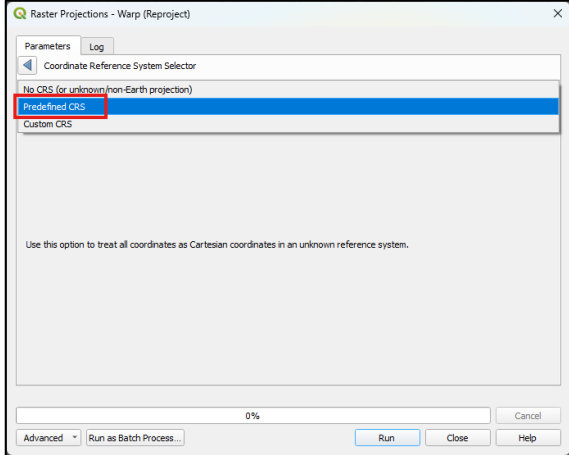 Raster Projections - Warp (Reproject)
Parameters Log
Coordinate Reference System Selector
No CRS (or unknown/non-Earth projection)
Predefined CRS
Custom CRS
Use this option to treat all coordinates as Cartesian coordinates in an unknown reference system.
0% Cancel
Advanced Run as Batch Process... Run Close Help